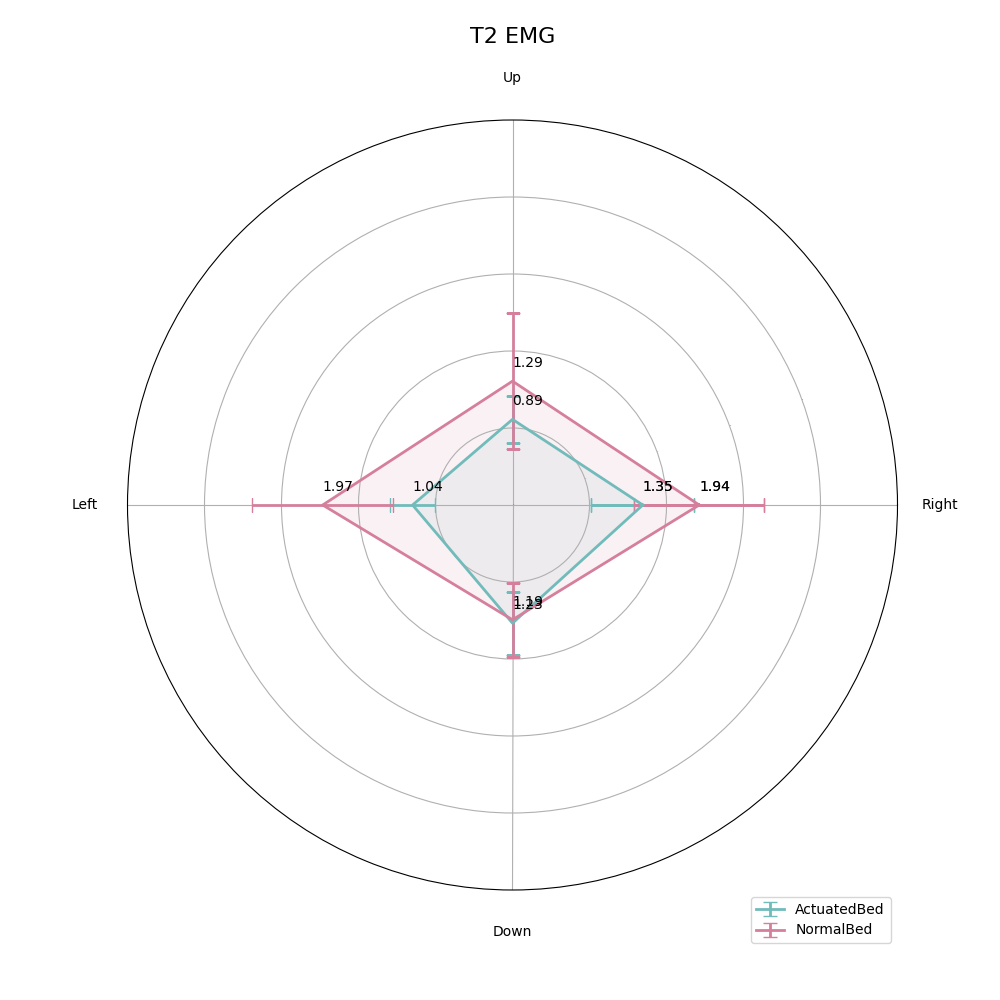 T2 EMG
Up
1.29
0.89
Left
1.97
1.04
1.35
1.94
Right
1.19
1.23
Down
ActuatedBed
NormalBed